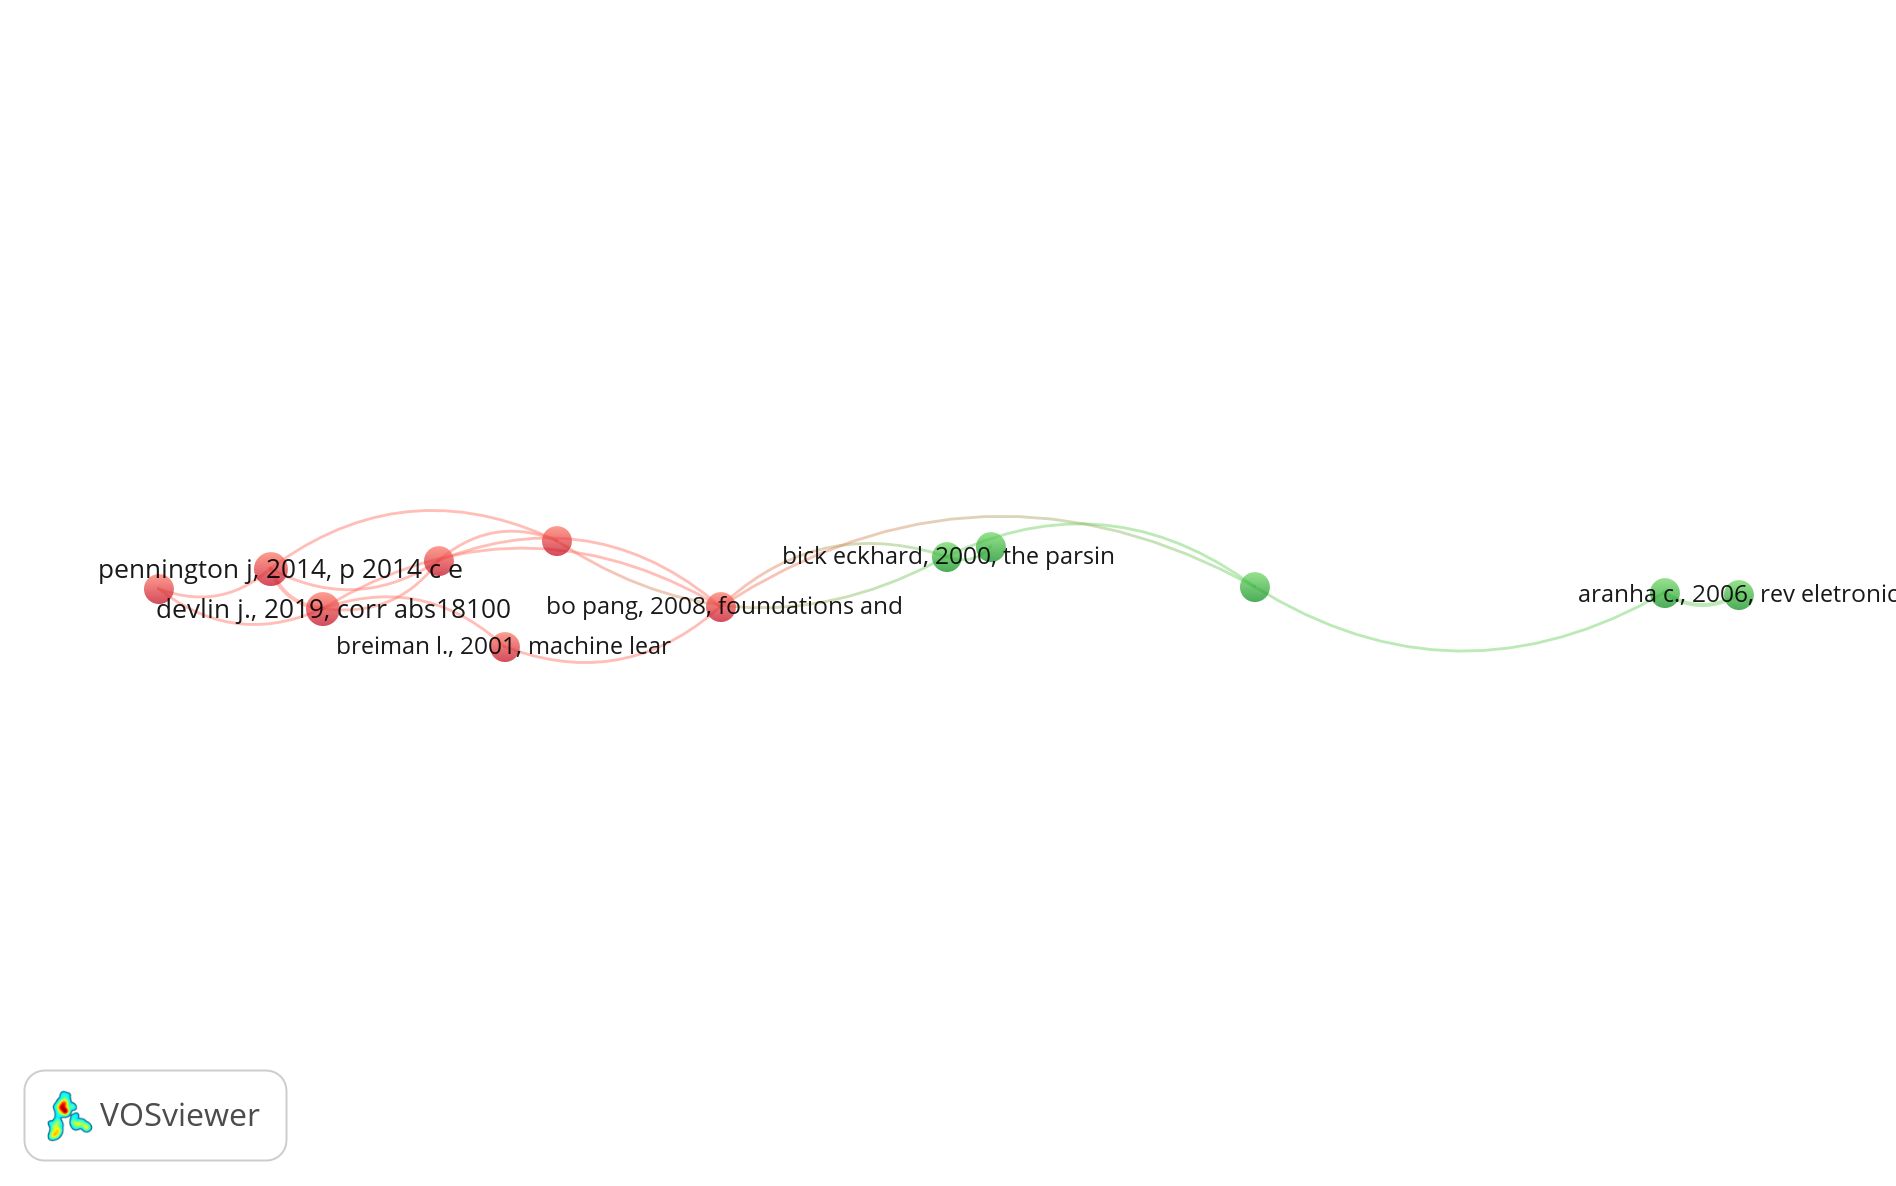 bick eckhard, 2000, the parsin
pennington j, 2014, p 2014 c e
aranha c., 2006, rev eletronic
devlin j., 2019, corr abs18100
bo pang, 2008, foundations and
breiman l., 2001, machine lear
VOSviewer